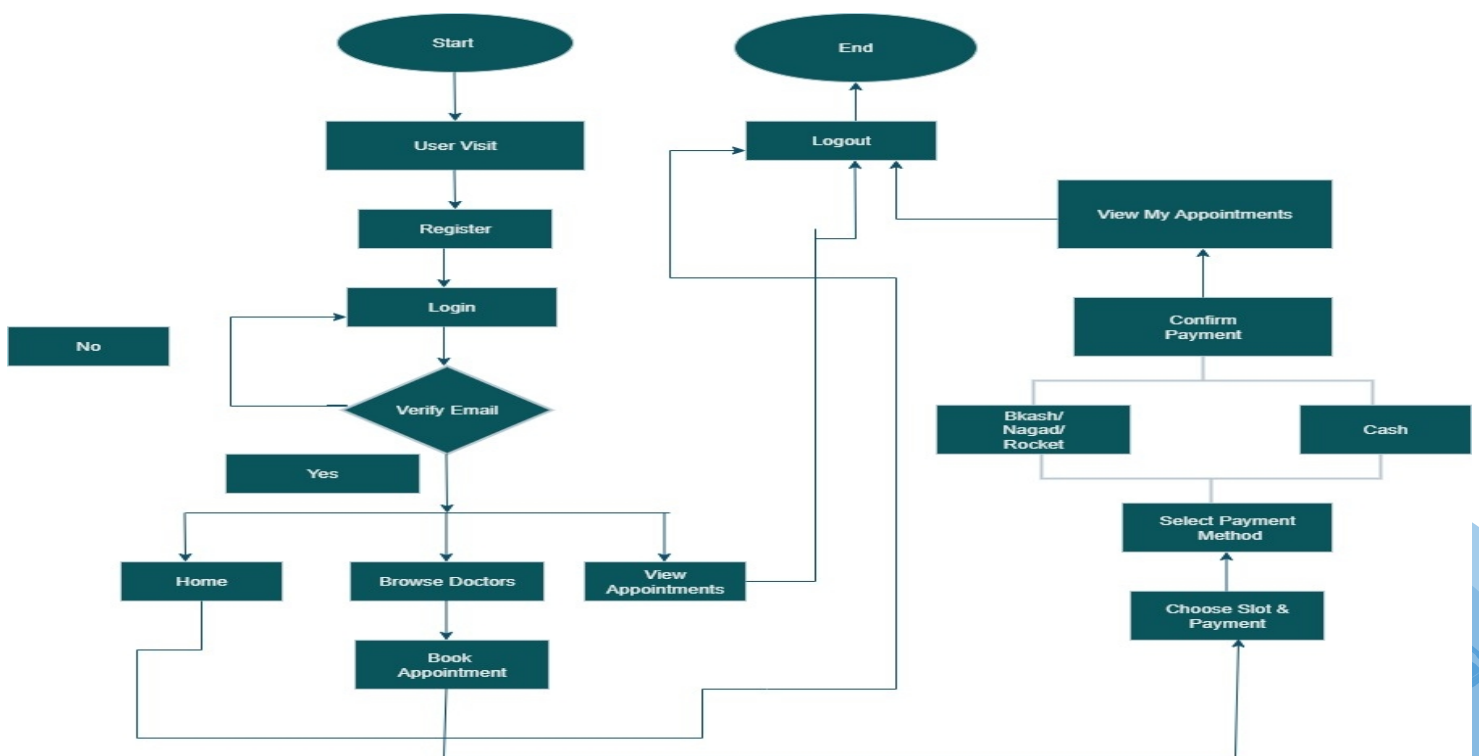 Start
End
User Visit
Logout
View My Appointments
Register
Login
Confirm
Payment
No
Verify Email
Bkash/
Nagad/
Rocket
Cash
Yes
Select Payment
Method
Home
Browse Doctors
View
Appointments
Choose Slot &
Payment
Book
Appointment